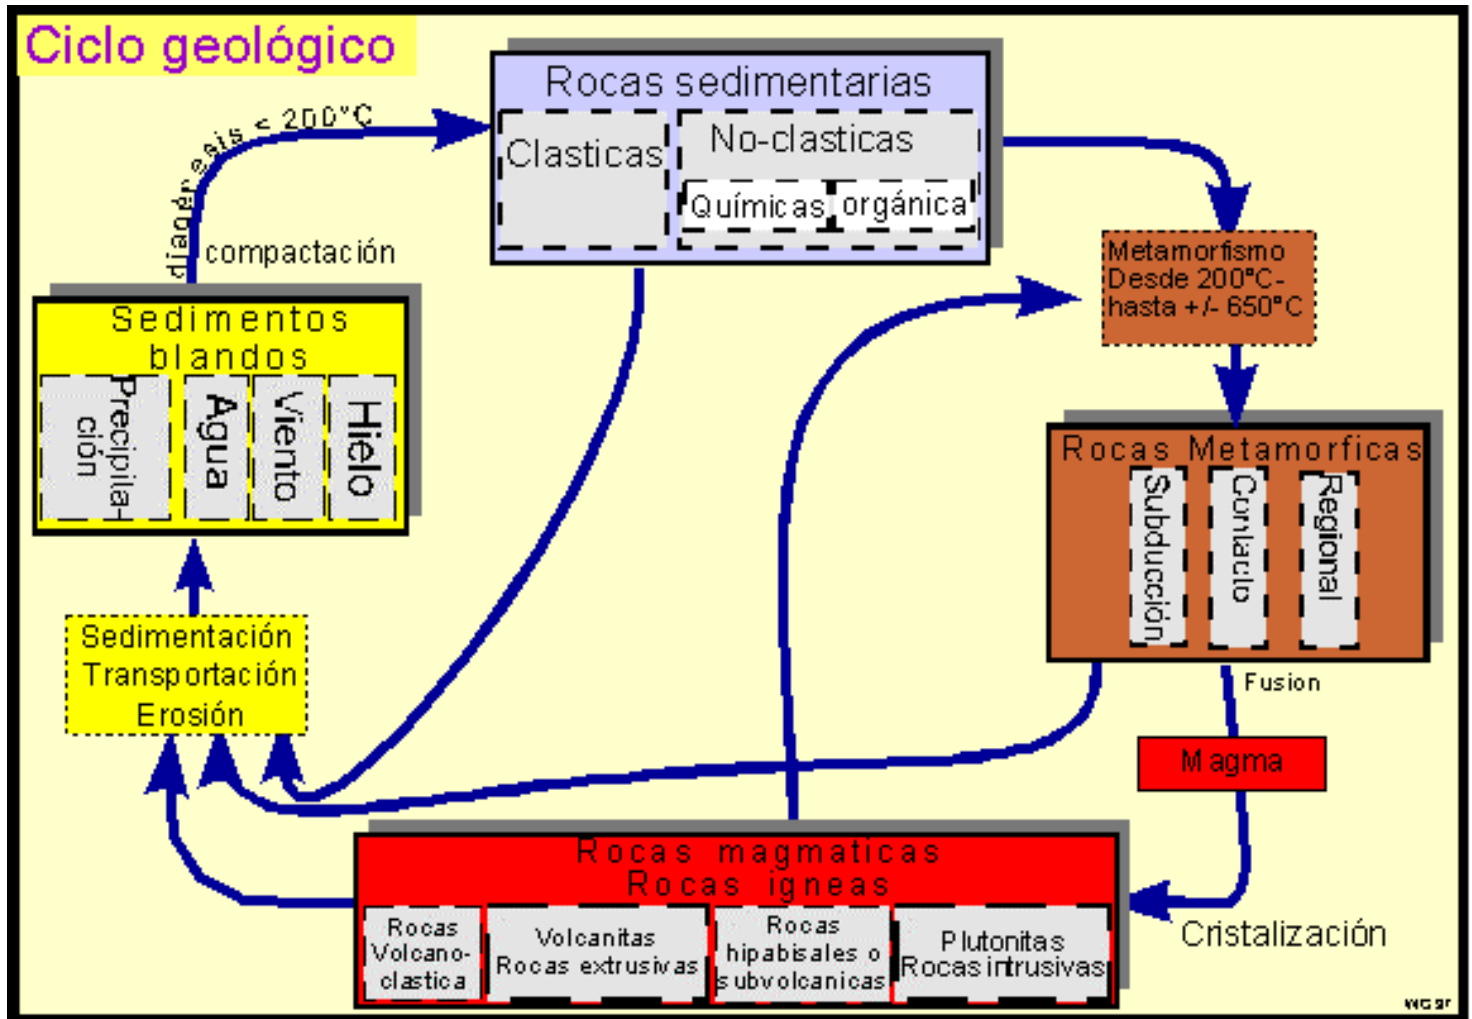 Ciclo geológico
Rocas sedimentarias
Clasticas
No-clasticas
Químicas
orgánica
diagénesis < 200°C
compactación
Metamorfismo
Desde 200°C-
hasta +/- 650°C
Sedimentos
blandos
Precipita-
ción
Agua
Viento
Hielo
Rocas Metamorficas
Subducción
Contacto
Regional
Sedimentación
Transportación
Erosión
Fusion
Magma
Rocas magmaticas
Rocas igneas
Cristalización
Rocas
Volcano-
clastica
Volcanitas
Rocas extrusivas
Rocas
hipabisales o
subvolcanicas
Plutonitas
Rocas intrusivas